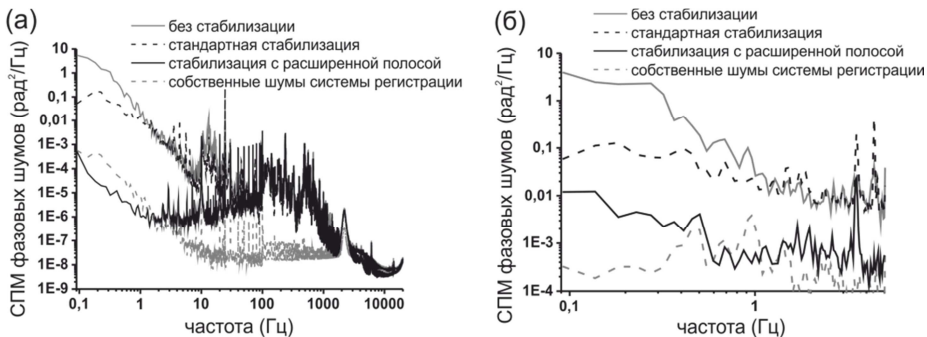 (а)
без стабилизации
стандартная стабилизация
стабилизация с расширенной полосой
собственные шумы системы регистрации
СПМ фазовых шумов (рад²/Гц)
10
1
0,1
0,01
1E-3
1E-4
1E-5
1E-6
1E-7
1E-8
1E-9
0,1 1 10 100 1000 10000
частота (Гц)
(б)
без стабилизации
стандартная стабилизация
стабилизация с расширенной полосой
собственные шумы системы регистрации
СПМ фазовых шумов (рад²/Гц)
10
1
0,1
0,01
1E-3
1E-4
0,1 1
частота (Гц)